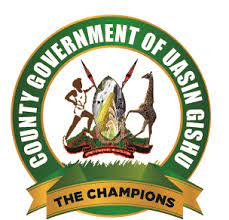 COUNTY GOVERNMENT OF UASIN GISHU
THE CHAMPIONS